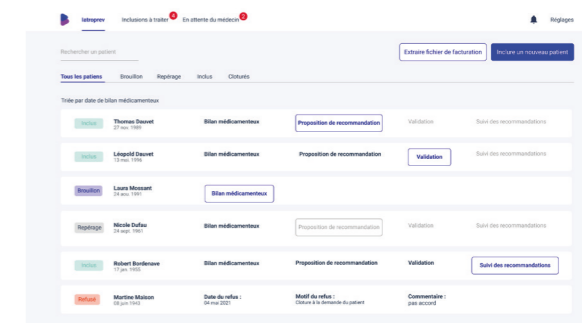 Iatroprev Inclusions à traiter 4 En attente du medecin 2 Réglages
Rechercher un patient Extraire fichier de facturation Inclure un nouveau patient
Tous les patiens Brouillon Repérage Inclus Cloturés
Triée par date de bilan médicamenteux
Inclus Thomas Dauvet Bilan médicamenteux Proposition de recommandation Validation Suivi des recommandations
27 nov. 1989
Inclus Léopold Dauvet Bilan médicamenteux Proposition de recommandation Validation Suivi des recommandations
13 mai. 1996
Brouillon Laura Mossant Bilan médicamenteux
24 aou. 1991
Repérage Nicole Dufau Bilan médicamenteux Proposition de recommandation Validation Suivi des recommandations
24 sept. 1961
Inclus Robert Bordenave Bilan médicamenteux Proposition de recommandation Validation Suivi des recommandations
17 jan. 1955
Refusé Martine Maison Date du refus : Motif du refus : Commentaire :
08 juin 1943 04 mai 2021 Cloture à la demande du patient pas accord